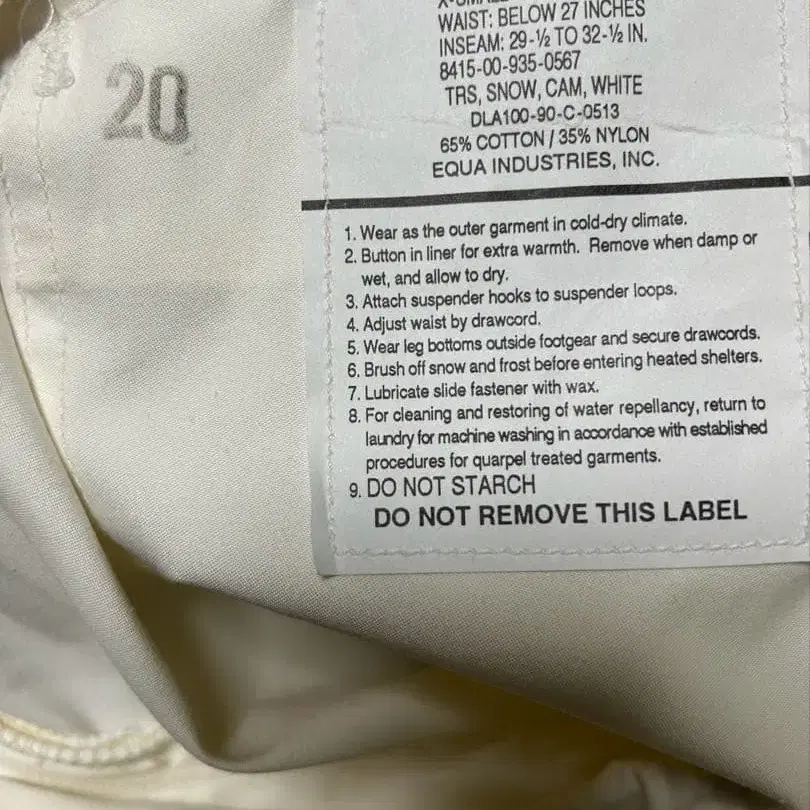 X-SMALL
WAIST: BELOW 27 INCHES
INSEAM: 29-½ TO 32-½ IN.
8415-00-935-0567
TRS, SNOW, CAM, WHITE
DLA100-90-C-0513
65% COTTON / 35% NYLON
EQUA INDUSTRIES, INC.
20
1. Wear as the outer garment in cold-dry climate.
2. Button in liner for extra warmth. Remove when damp or
wet, and allow to dry.
3. Attach suspender hooks to suspender loops.
4. Adjust waist by drawcord.
5. Wear leg bottoms outside footgear and secure drawcords.
6. Brush off snow and frost before entering heated shelters.
7. Lubricate slide fastener with wax.
8. For cleaning and restoring of water repellancy, return to
laundry for machine washing in accordance with established
procedures for quarpel treated garments.
9. DO NOT STARCH
DO NOT REMOVE THIS LABEL